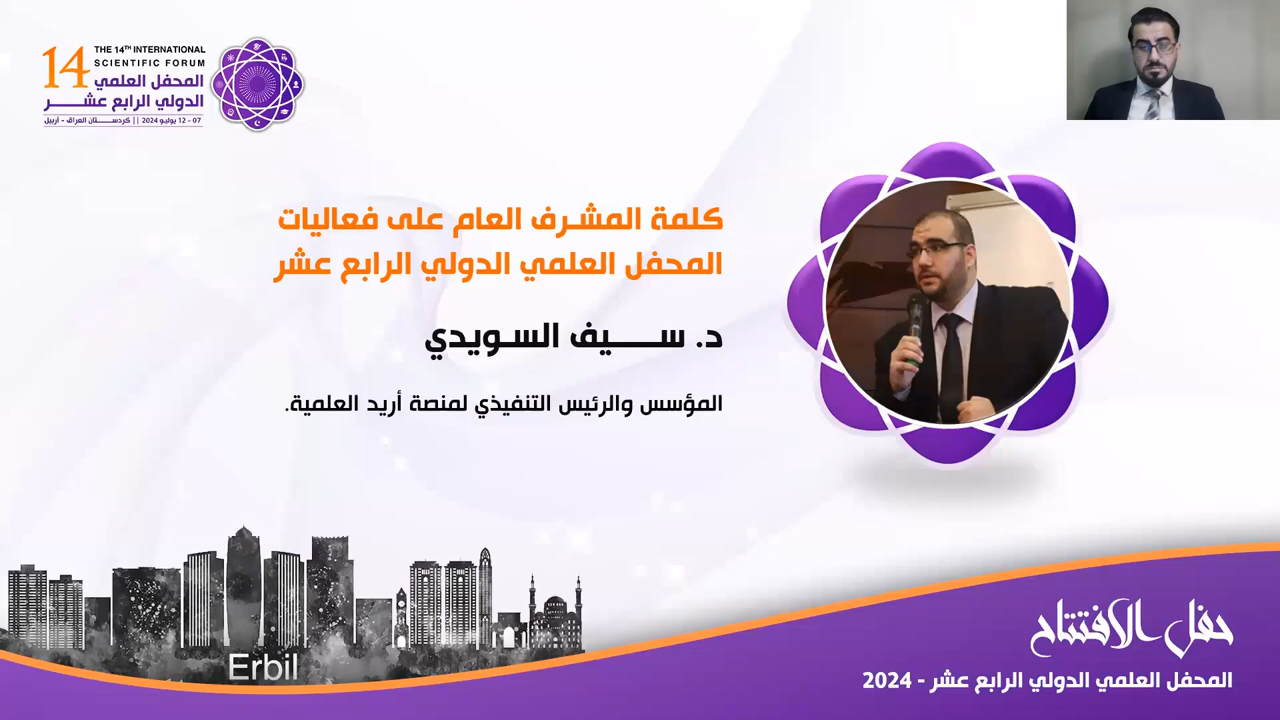 14
THE 14TH INTERNATIONAL
SCIENTIFIC FORUM
المحفل العلمي
الدولي الرابع عشر
07 - 12 يوليو 2024 || كردستان العراق - أربيل
كلمة المشرف العام على فعاليات
المحفل العلمي الدولي الرابع عشر
د. سيف السويدي
المؤسس والرئيس التنفيذي لمنصة أريد العلمية.
Erbil
حفل الافتتاح
المحفل العلمي الدولي الرابع عشر - 2024